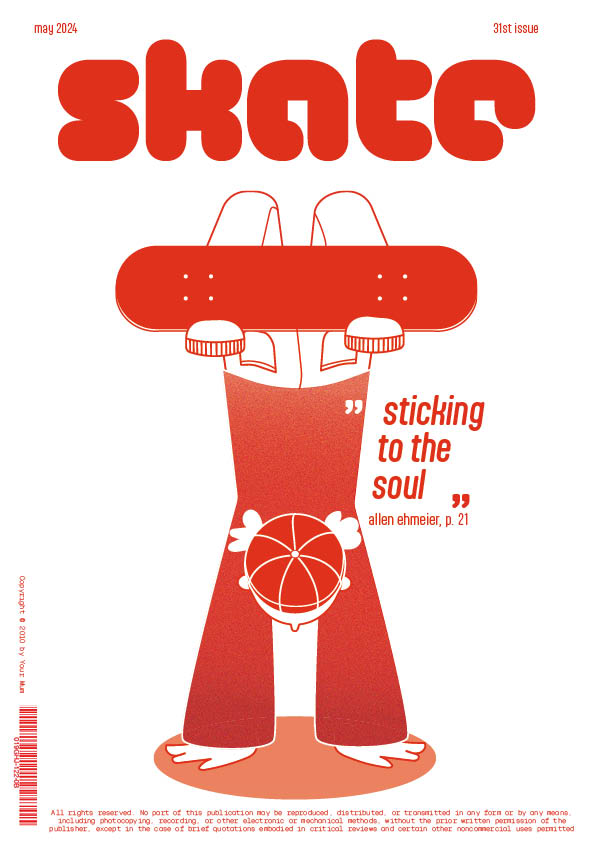 may 2024
31st issue
skate
” sticking
to the
soul ”
allen ehmeier, p. 21
Copyright © 2010 by Your Mum
All rights reserved. No part of this publication may be reproduced, distributed, or transmitted in any form or by any means,
including photocopying, recording, or other electronic or mechanical methods, without the prior written permission of the
publisher, except in the case of brief quotations embodied in critical reviews and certain other noncommercial uses permitted